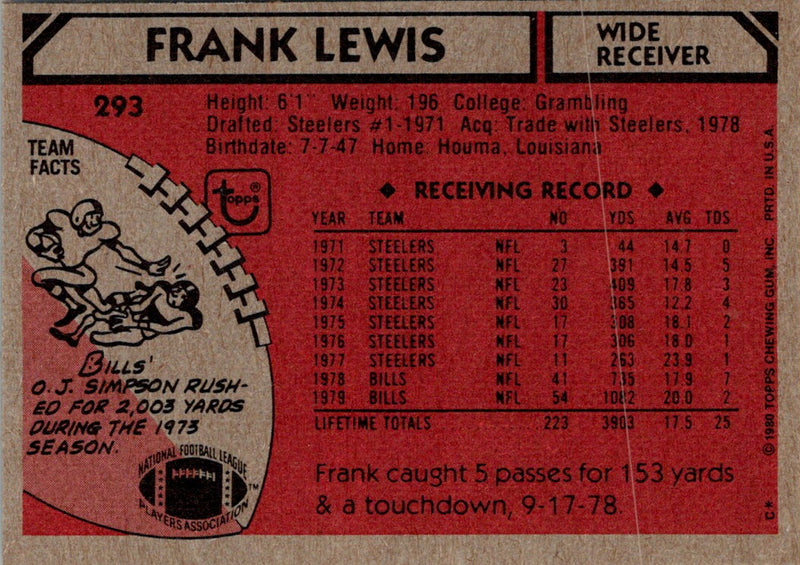 FRANK LEWIS
WIDE
RECEIVER
293
Height: 6'1" Weight: 196 College: Grambling
Drafted: Steelers #1-1971 Acq: Trade with Steelers, 1978
Birthdate: 7-7-47 Home: Houma, Louisiana
TEAM
FACTS
topps®
◆ RECEIVING RECORD ◆
YEAR TEAM NO YDS AVG TDS
1971 STEELERS NFL 3 44 14.7 0
1972 STEELERS NFL 27 391 14.5 5
1973 STEELERS NFL 23 409 17.8 3
1974 STEELERS NFL 30 365 12.2 4
1975 STEELERS NFL 17 308 18.1 2
1976 STEELERS NFL 17 306 18.0 1
1977 STEELERS NFL 11 263 23.9 1
1978 BILLS NFL 41 735 17.9 7
1979 BILLS NFL 54 1082 20.0 2
LIFETIME TOTALS 223 3903 17.5 25
BILLS'
O.J. SIMPSON RUSH-
ED FOR 2,003 YARDS
DURING THE 1973
SEASON.
NATIONAL FOOTBALL LEAGUE
PLAYERS ASSOCIATION™
Frank caught 5 passes for 153 yards
& a touchdown, 9-17-78.
C* © 1980 TOPPS CHEWING GUM, INC. PRTD. IN U.S.A.